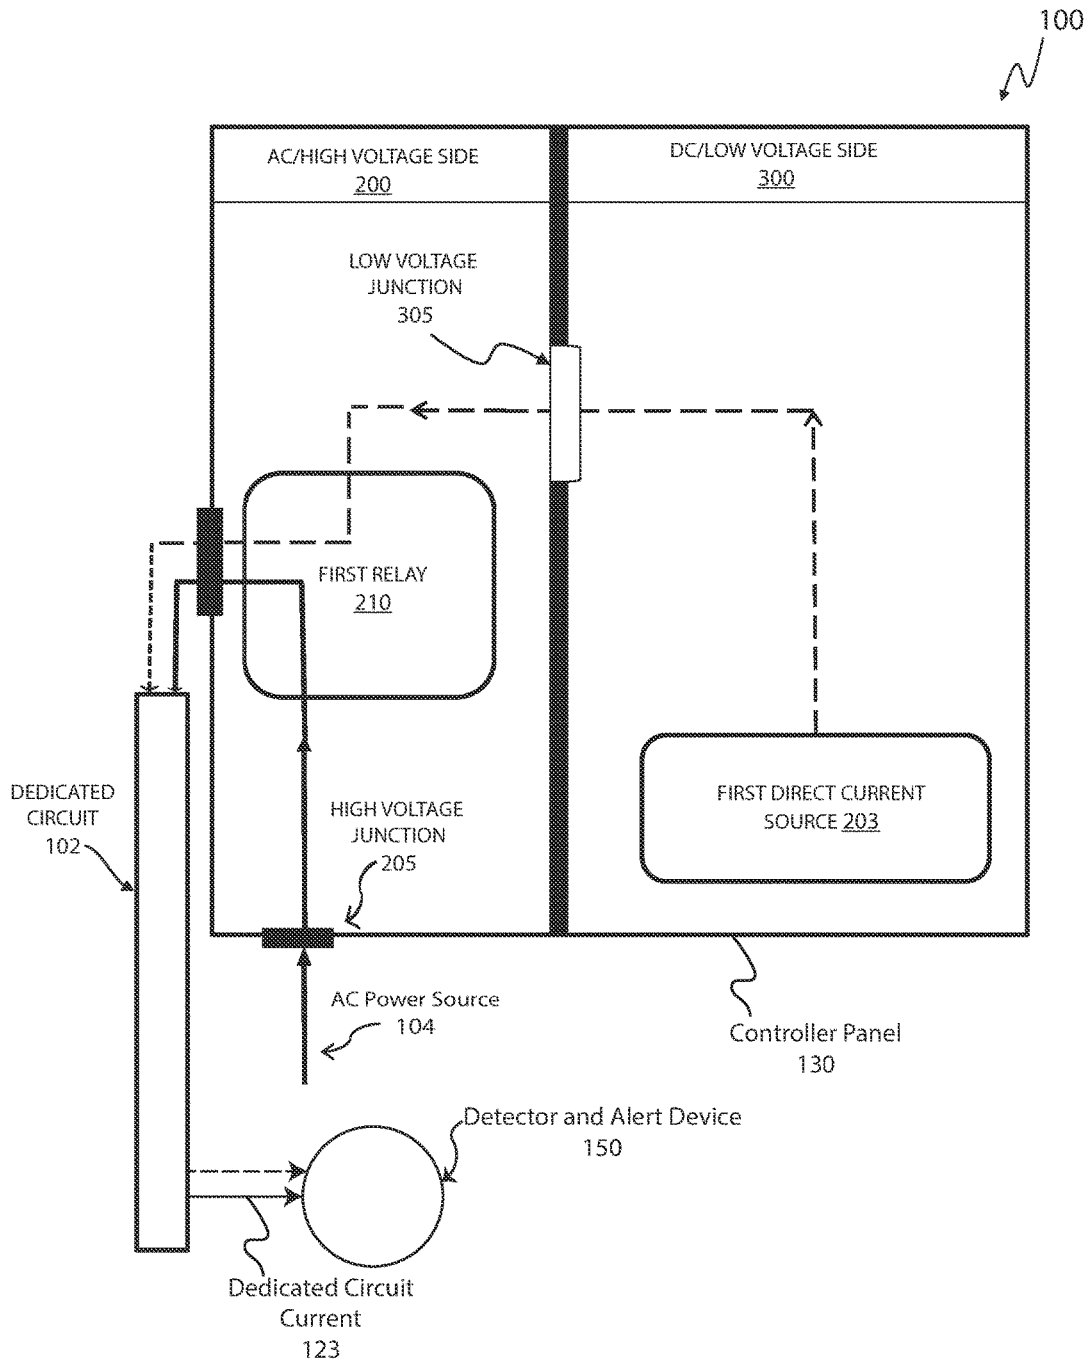 100
AC/HIGH VOLTAGE SIDE
200
DC/LOW VOLTAGE SIDE
300
LOW VOLTAGE
JUNCTION
305
FIRST RELAY
210
DEDICATED
CIRCUIT
102
HIGH VOLTAGE
JUNCTION
205
FIRST DIRECT CURRENT
SOURCE 203
AC Power Source
104
Controller Panel
130
Detector and Alert Device
150
Dedicated Circuit
Current
123